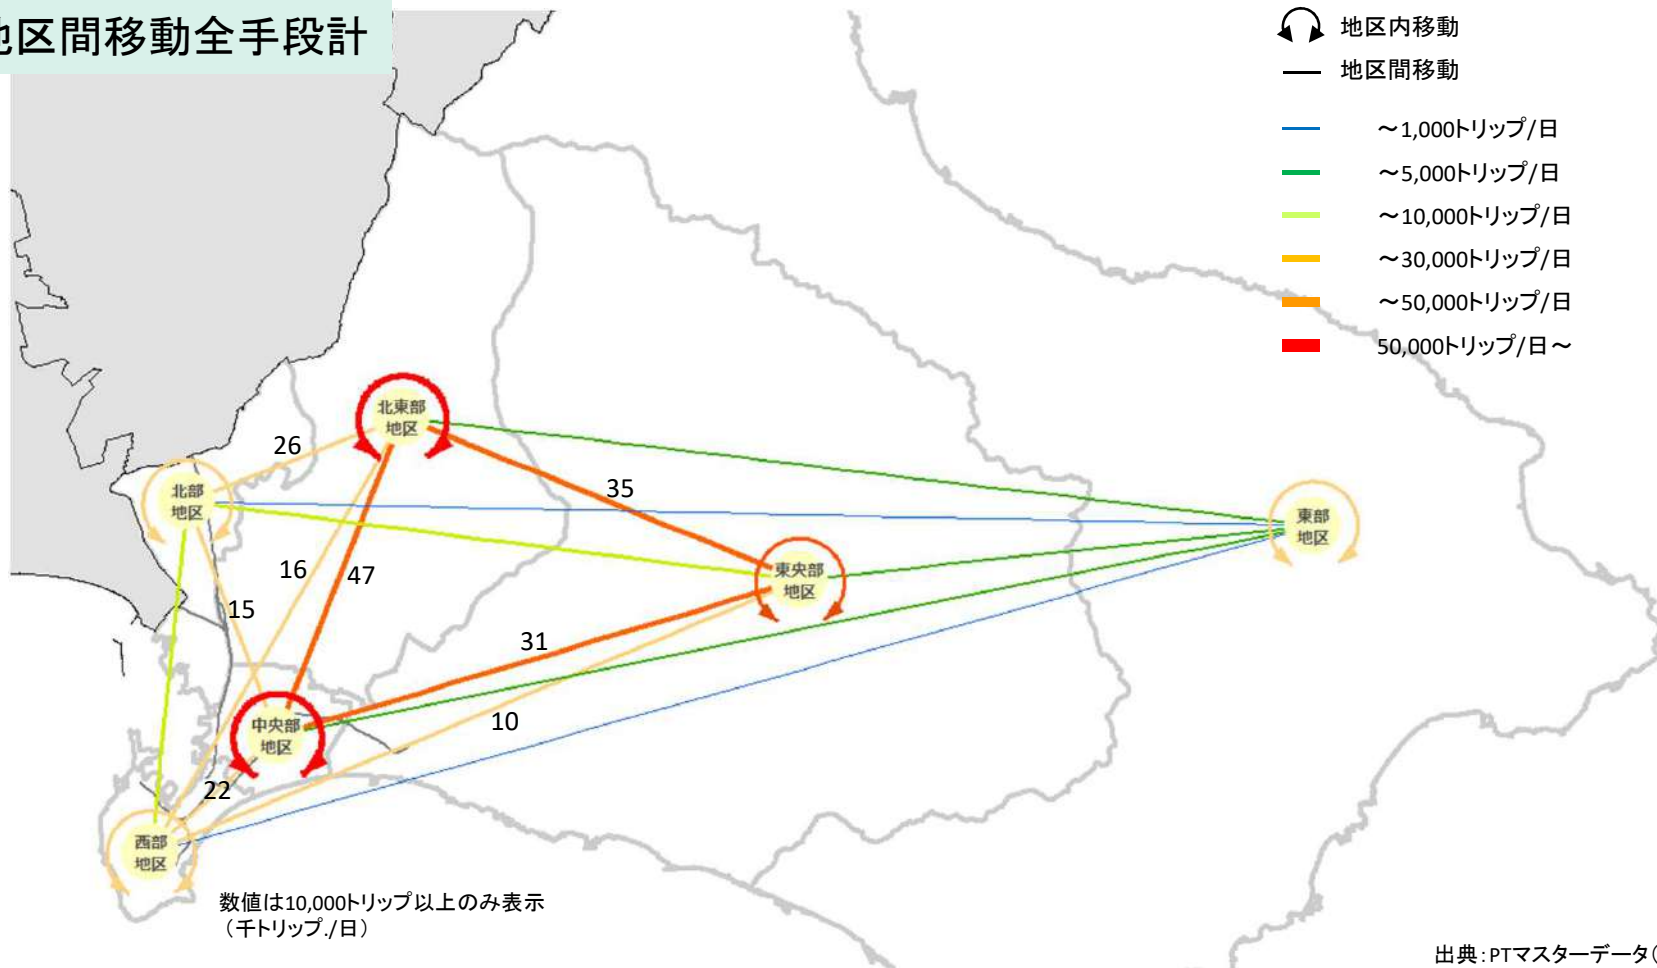 地区間移動全手段計
地区内移動
地区間移動
～1,000トリップ/日
～5,000トリップ/日
～10,000トリップ/日
～30,000トリップ/日
～50,000トリップ/日
50,000トリップ/日～
北東部
地区
26
北部
地区
35
東部
地区
16
47
東央部
地区
15
31
中央部
地区
10
22
西部
地区
数値は10,000トリップ以上のみ表示
（千トリップ./日）
出典：PTマスターデータ（